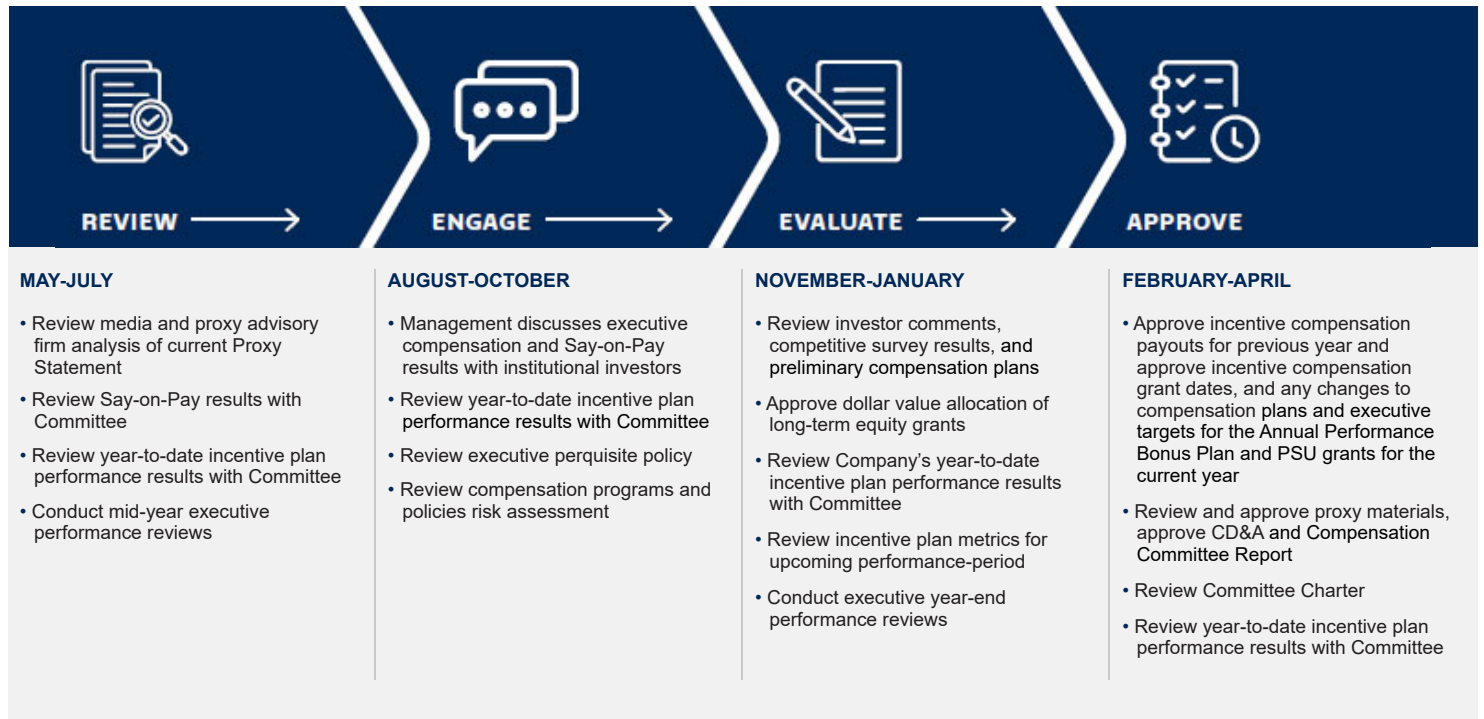 REVIEW
ENGAGE
EVALUATE
APPROVE
MAY-JULY
• Review media and proxy advisory
firm analysis of current Proxy
Statement
• Review Say-on-Pay results with
Committee
• Review year-to-date incentive plan
performance results with Committee
• Conduct mid-year executive
performance reviews
AUGUST-OCTOBER
• Management discusses executive
compensation and Say-on-Pay
results with institutional investors
• Review year-to-date incentive plan
performance results with Committee
• Review executive perquisite policy
• Review compensation programs and
policies risk assessment
NOVEMBER-JANUARY
• Review investor comments,
competitive survey results, and
preliminary compensation plans
• Approve dollar value allocation of
long-term equity grants
• Review Company’s year-to-date
incentive plan performance results
with Committee
• Review incentive plan metrics for
upcoming performance-period
• Conduct executive year-end
performance reviews
FEBRUARY-APRIL
• Approve incentive compensation
payouts for previous year and
approve incentive compensation
grant dates, and any changes to
compensation plans and executive
targets for the Annual Performance
Bonus Plan and PSU grants for the
current year
• Review and approve proxy materials,
approve CD&A and Compensation
Committee Report
• Review Committee Charter
• Review year-to-date incentive plan
performance results with Committee